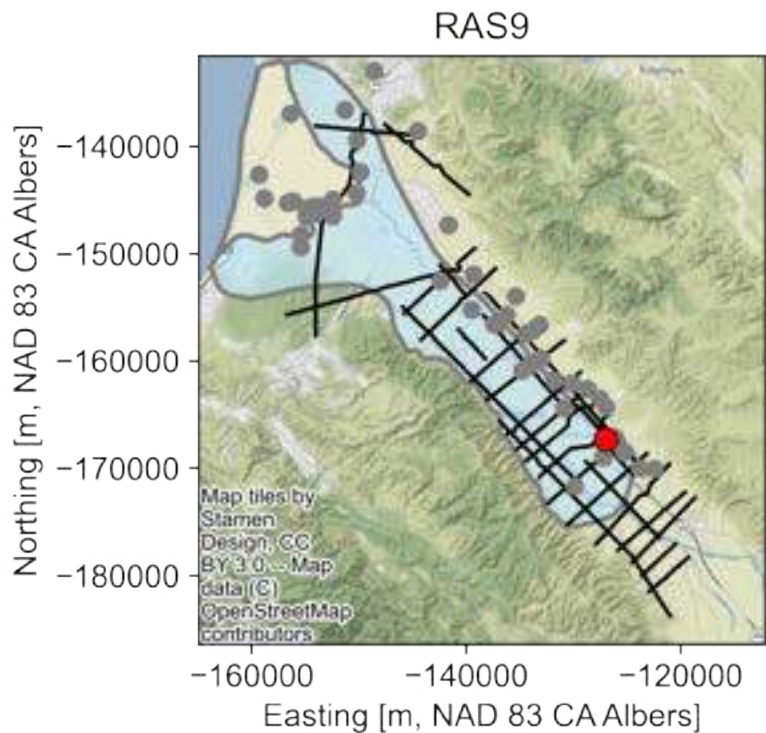 RAS9
Northing [m, NAD 83 CA Albers]
−140000
−150000
−160000
−170000
−180000
Map tiles by
Stamen
Design, CC
BY 3.0 -- Map
data (C)
OpenStreetMap
contributors
−160000
−140000
−120000
Easting [m, NAD 83 CA Albers]